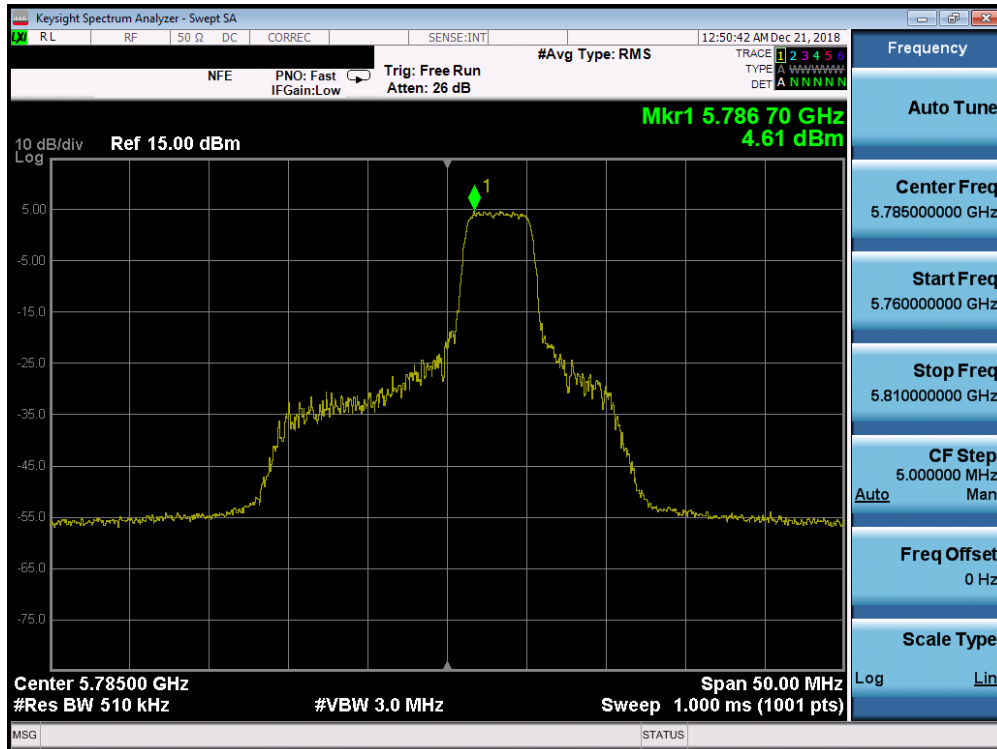 Keysight Spectrum Analyzer - Swept SA
LXI RL RF 50 Ω DC CORREC SENSE:INT 12:50:42 AM Dec 21, 2018
NFE PNO: Fast Trig: Free Run #Avg Type: RMS TRACE 1 2 3 4 5 6
IFGain:Low Atten: 26 dB TYPE A WWWWW
DET A N N N N N
Mkr1 5.786 70 GHz
4.61 dBm
10 dB/div Ref 15.00 dBm
Log
1
5.00
-5.00
-15.0
-25.0
-35.0
-45.0
-55.0
-65.0
-75.0
Center 5.78500 GHz Span 50.00 MHz
#Res BW 510 kHz #VBW 3.0 MHz Sweep 1.000 ms (1001 pts)
MSG STATUS
Frequency
Auto Tune
Center Freq
5.785000000 GHz
Start Freq
5.760000000 GHz
Stop Freq
5.810000000 GHz
CF Step
5.000000 MHz
Auto Man
Freq Offset
0 Hz
Scale Type
Log Lin